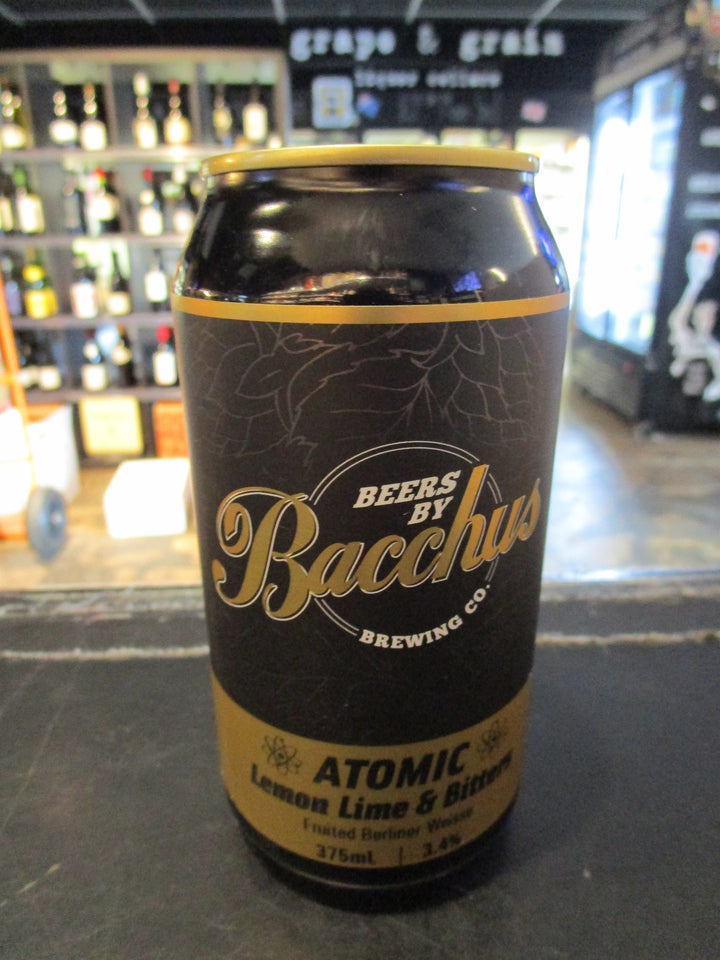 grape & grain
liquor cellars
BEERS
BY
Bacchus
BREWING CO.
ATOMIC
Lemon Lime & Bitters
Fruited Berliner Weisse
375mL | 3.4%